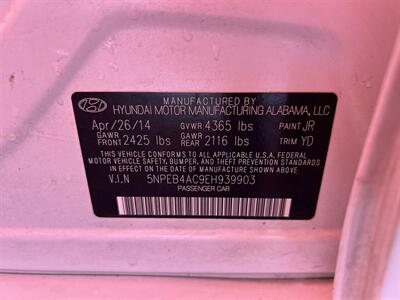 MANUFACTURED BY
HYUNDAI MOTOR MANUFACTURING ALABAMA, LLC
Apr/26/14 GVWR 4365 lbs PAINT JR
GAWR FRONT 2425 lbs GAWR REAR 2116 lbs TRIM YD
THIS VEHICLE CONFORMS TO ALL APPLICABLE U.S.A. FEDERAL
MOTOR VEHICLE SAFETY, BUMPER, AND THEFT PREVENTION STANDARDS
IN EFFECT ON THE DATE OF MANUFACTURE SHOWN ABOVE.
V.I.N 5NPEB4AC9EH939903
PASSENGER CAR